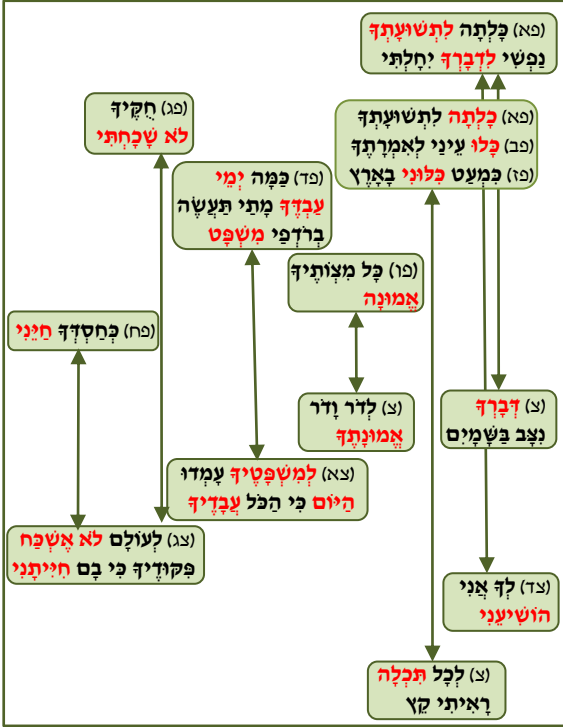 (פא) כָּלְתָה לִתְשׁוּעָתְךָ
נַפְשִׁי לִדְבָרְךָ יִחָלְתִּי
(פא) כָּלְתָה לִתְשׁוּעָתְךָ
(פב) כָּלוּ עֵינַי לְאִמְרָתֶךָ
(פז) כִּמְעַט כִּלּוּנִי בָאָרֶץ
(פג) חֻקֶּיךָ
לֹא שָׁכָחְתִּי
(פד) כַּמָּה יְמֵי
עַבְדֶּךָ מָתַי תַּעֲשֶׂה
בְרֹדְפַי מִשְׁפָּט
(פו) כָּל מִצְוֹתֶיךָ
אֱמוּנָה
(פח) כְּחַסְדְּךָ חַיֵּנִי
(צ) לְדֹר וָדֹר
אֱמוּנָתֶךָ
(צ) דְּבָרְךָ
נִצָּב בַּשָּׁמָיִם
(צא) לְמִשְׁפָּטֶיךָ עָמְדוּ
הַיּוֹם כִּי הַכֹּל עֲבָדֶיךָ
(צג) לְעוֹלָם לֹא אֶשְׁכַּח
פִּקּוּדֶיךָ כִּי בָם חִיִּיתָנִי
(צד) לְךָ אֲנִי
הוֹשִׁיעֵנִי
(צ) לְכָל תִּכְלָה
רָאִיתִי קֵץ